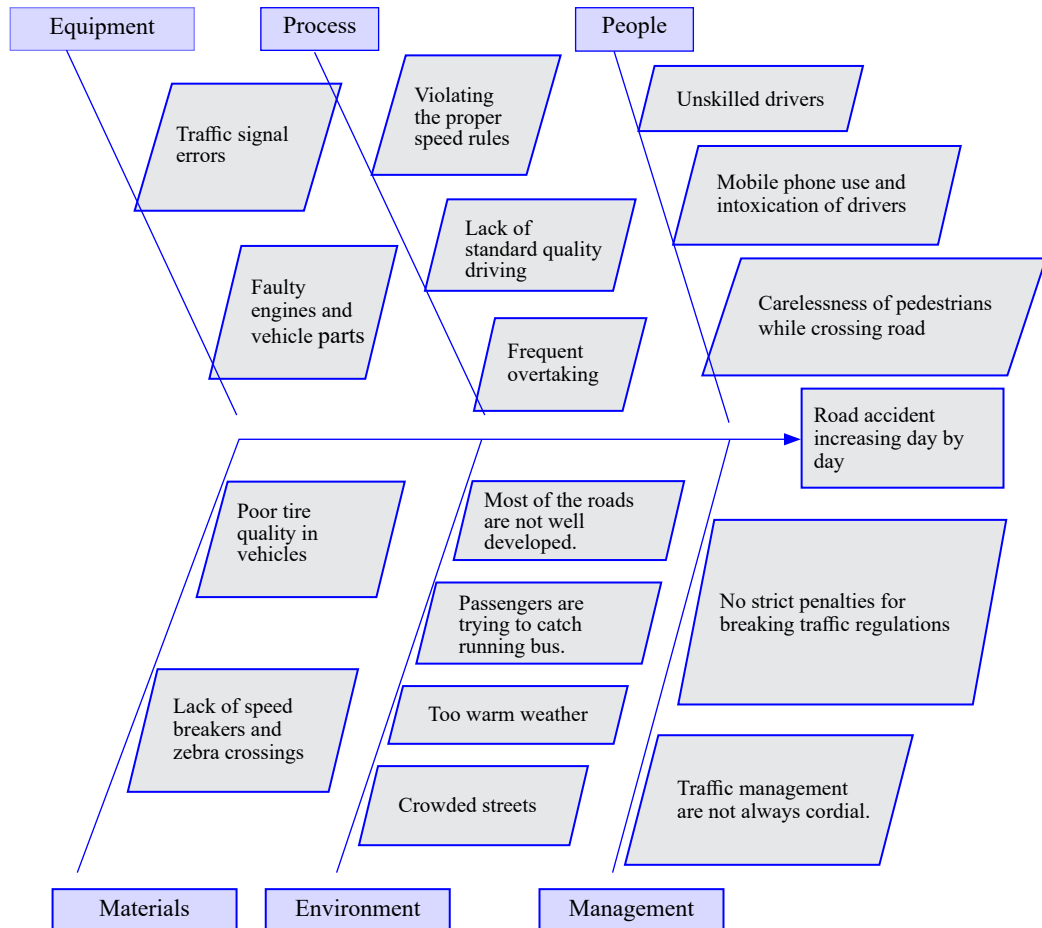 Equipment
Process
People
Traffic signal
errors
Faulty
engines and
vehicle parts
Violating
the proper
speed rules
Lack of
standard quality
driving
Frequent
overtaking
Unskilled drivers
Mobile phone use and
intoxication of drivers
Carelessness of pedestrians
while crossing road
Road accident
increasing day by
day
Poor tire
quality in
vehicles
Lack of speed
breakers and
zebra crossings
Most of the roads
are not well
developed.
Passengers are
trying to catch
running bus.
Too warm weather
Crowded streets
No strict penalties for
breaking traffic regulations
Traffic management
are not always cordial.
Materials
Environment
Management